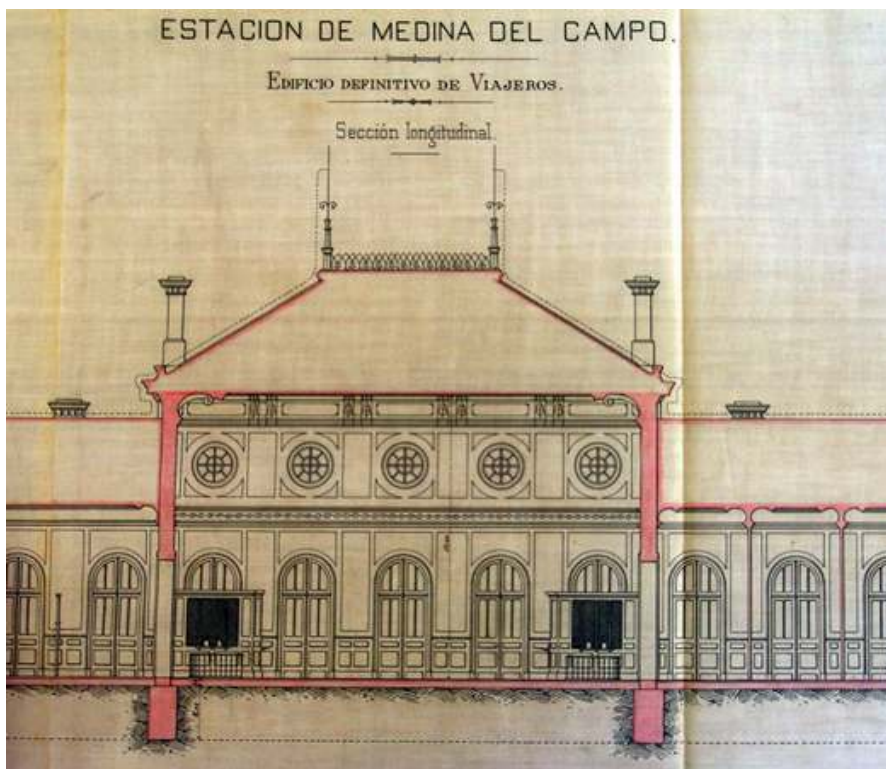 ESTACION DE MEDINA DEL CAMPO.
EDIFICIO DEFINITIVO DE VIAJEROS.
Sección longitudinal.